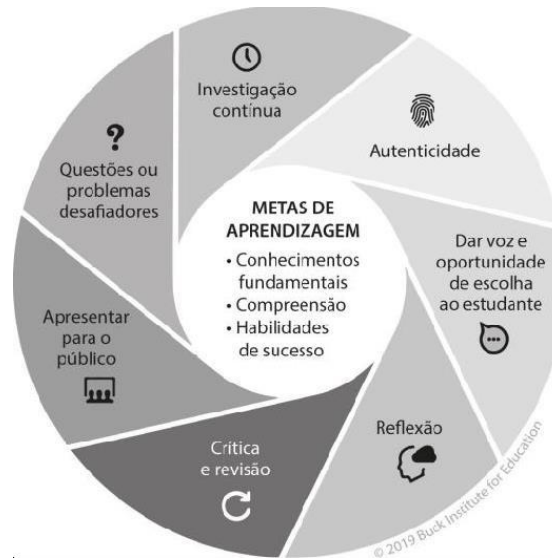 Investigação
contínua
Autenticidade
Dar voz e
oportunidade
de escolha
ao estudante
Reflexão
Crítica
e revisão
Apresentar
para o
público
?
Questões ou
problemas
desafiadores
METAS DE
APRENDIZAGEM
• Conhecimentos
fundamentais
• Compreensão
• Habilidades
de sucesso
© 2019 Buck Institute for Education